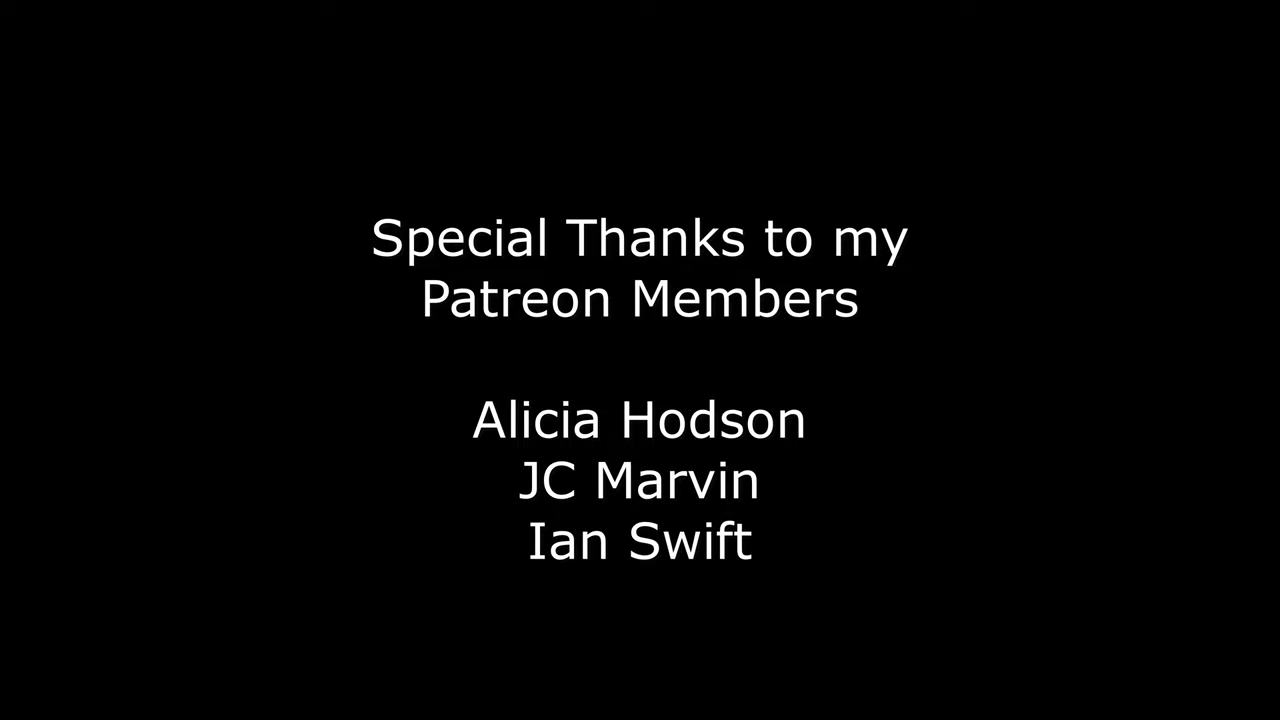 Special Thanks to my
Patreon Members
Alicia Hodson
JC Marvin
Ian Swift